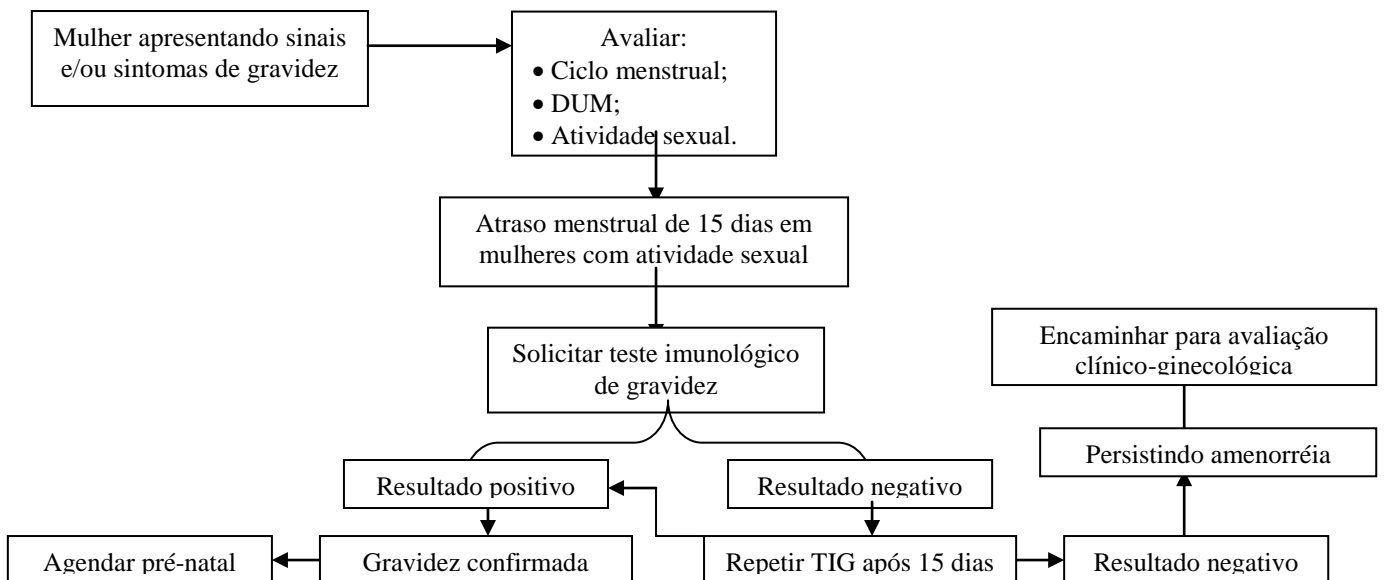 Mulher apresentando sinais
e/ou sintomas de gravidez
Avaliar:
• Ciclo menstrual;
• DUM;
• Atividade sexual.
Atraso menstrual de 15 dias em
mulheres com atividade sexual
Solicitar teste imunológico
de gravidez
Encaminhar para avaliação
clínico-ginecológica
Persistindo amenorréia
Resultado positivo
Resultado negativo
Agendar pré-natal
Gravidez confirmada
Repetir TIG após 15 dias
Resultado negativo